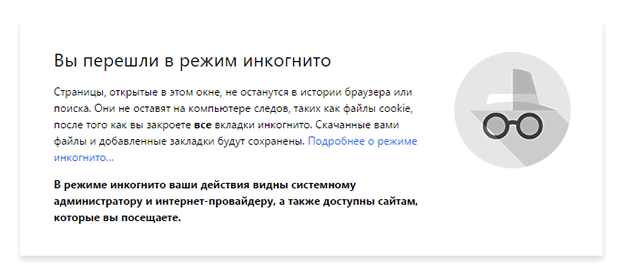 Вы перешли в режим инкогнито
Страницы, открытые в этом окне, не останутся в истории браузера или
поиска. Они не оставят на компьютере следов, таких как файлы cookie,
после того как вы закроете все вкладки инкогнито. Скачанные вами
файлы и добавленные закладки будут сохранены. Подробнее о режиме
инкогнито...
В режиме инкогнито ваши действия видны системному
администратору и интернет-провайдеру, а также доступны сайтам,
которые вы посещаете.